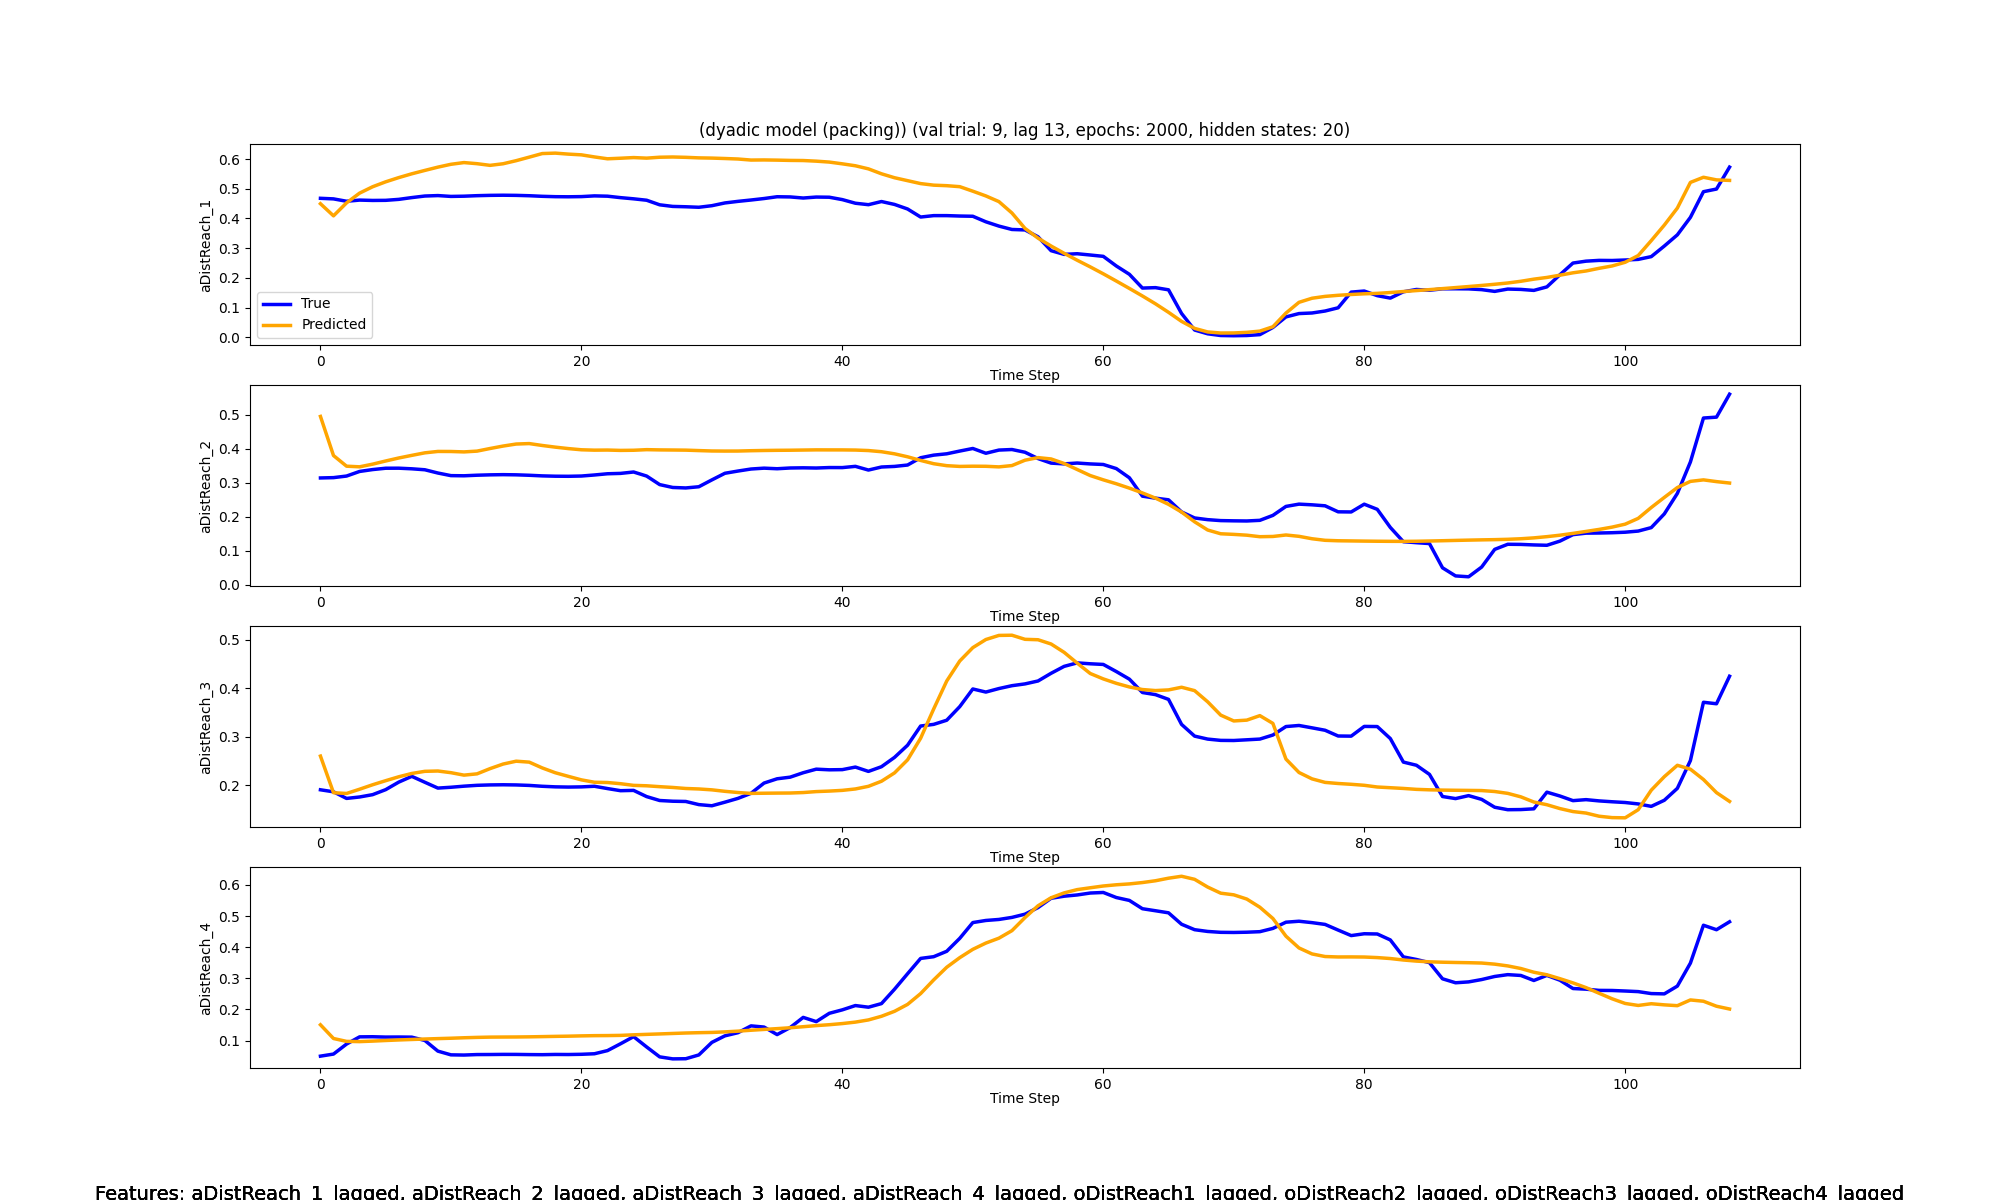 (dyadic model (packing)) (val trial: 9, lag 13, epochs: 2000, hidden states: 20)
0.6
0.5
0.4
0.3
0.2
0.1
0.0
aDistReach_1
True
Predicted
0 20 40 60 80 100
Time Step
0.5
0.4
0.3
0.2
0.1
0.0
aDistReach_2
0 20 40 60 80 100
Time Step
0.5
0.4
0.3
0.2
aDistReach_3
0 20 40 60 80 100
Time Step
0.6
0.5
0.4
0.3
0.2
0.1
aDistReach_4
0 20 40 60 80 100
Time Step
Features: aDistReach_1_lagged, aDistReach_2_lagged, aDistReach_3_lagged, aDistReach_4_lagged, oDistReach1_lagged, oDistReach2_lagged, oDistReach3_lagged, oDistReach4_lagged